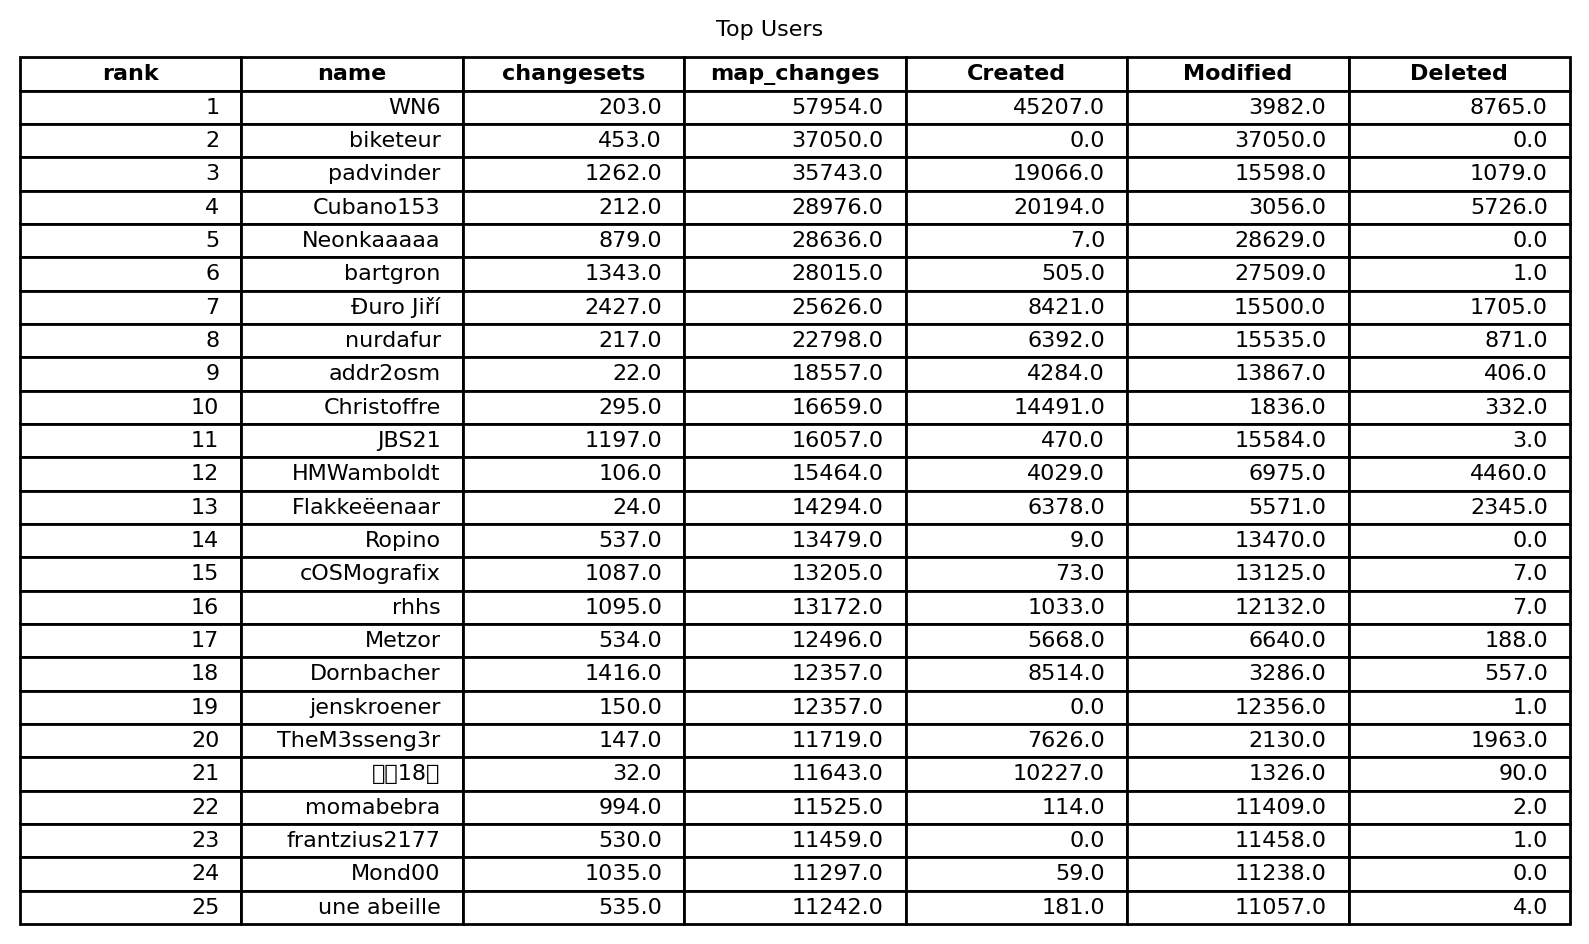 Top Users
rank name changesets map_changes Created Modified Deleted
1 WN6 203.0 57954.0 45207.0 3982.0 8765.0
2 biketeur 453.0 37050.0 0.0 37050.0 0.0
3 padvinder 1262.0 35743.0 19066.0 15598.0 1079.0
4 Cubano153 212.0 28976.0 20194.0 3056.0 5726.0
5 Neonkaaaaa 879.0 28636.0 7.0 28629.0 0.0
6 bartgron 1343.0 28015.0 505.0 27509.0 1.0
7 Đuro Jiří 2427.0 25626.0 8421.0 15500.0 1705.0
8 nurdafur 217.0 22798.0 6392.0 15535.0 871.0
9 addr2osm 22.0 18557.0 4284.0 13867.0 406.0
10 Christoffre 295.0 16659.0 14491.0 1836.0 332.0
11 JBS21 1197.0 16057.0 470.0 15584.0 3.0
12 HMWamboldt 106.0 15464.0 4029.0 6975.0 4460.0
13 Flakkeëenaar 24.0 14294.0 6378.0 5571.0 2345.0
14 Ropino 537.0 13479.0 9.0 13470.0 0.0
15 cOSMografix 1087.0 13205.0 73.0 13125.0 7.0
16 rhhs 1095.0 13172.0 1033.0 12132.0 7.0
17 Metzor 534.0 12496.0 5668.0 6640.0 188.0
18 Dornbacher 1416.0 12357.0 8514.0 3286.0 557.0
19 jenskroener 150.0 12357.0 0.0 12356.0 1.0
20 TheM3sseng3r 147.0 11719.0 7626.0 2130.0 1963.0
21 18 32.0 11643.0 10227.0 1326.0 90.0
22 momabebra 994.0 11525.0 114.0 11409.0 2.0
23 frantzius2177 530.0 11459.0 0.0 11458.0 1.0
24 Mond00 1035.0 11297.0 59.0 11238.0 0.0
25 une abeille 535.0 11242.0 181.0 11057.0 4.0